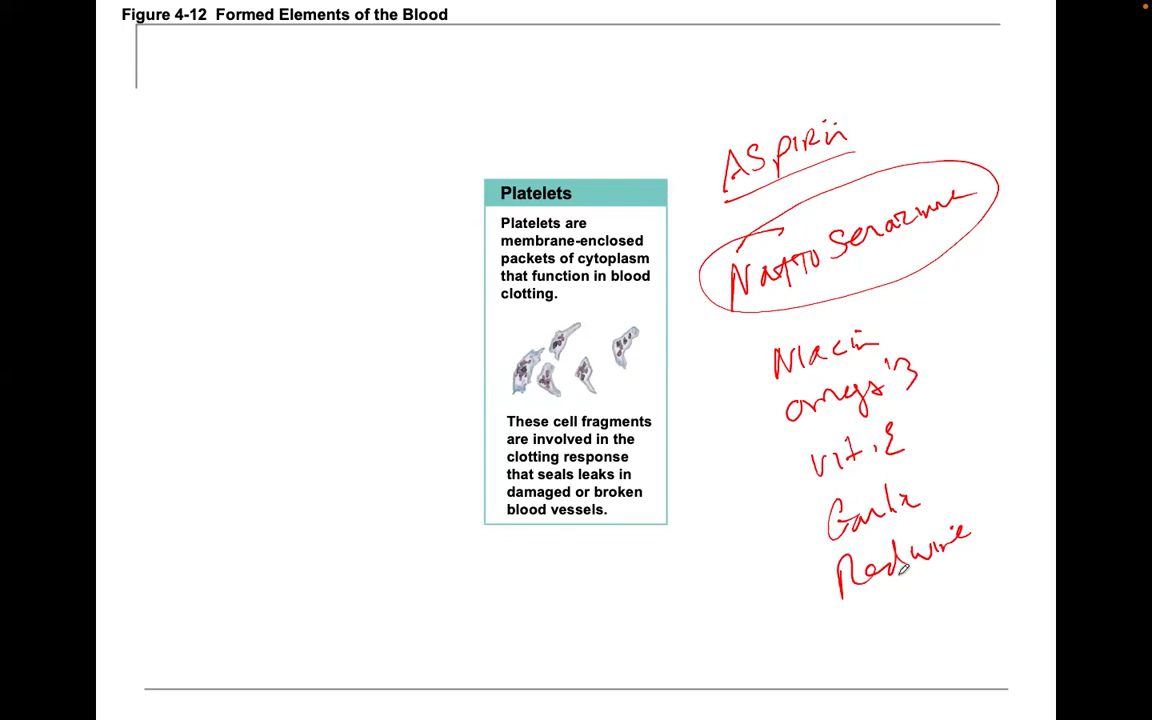 Figure 4-12 Formed Elements of the Blood
Platelets
Platelets are
membrane-enclosed
packets of cytoplasm
that function in blood
clotting.
These cell fragments
are involved in the
clotting response
that seals leaks in
damaged or broken
blood vessels.
ASpirin
Natto Serazime
Niacin
omega '3
Vit. E
Garlic
Red wine